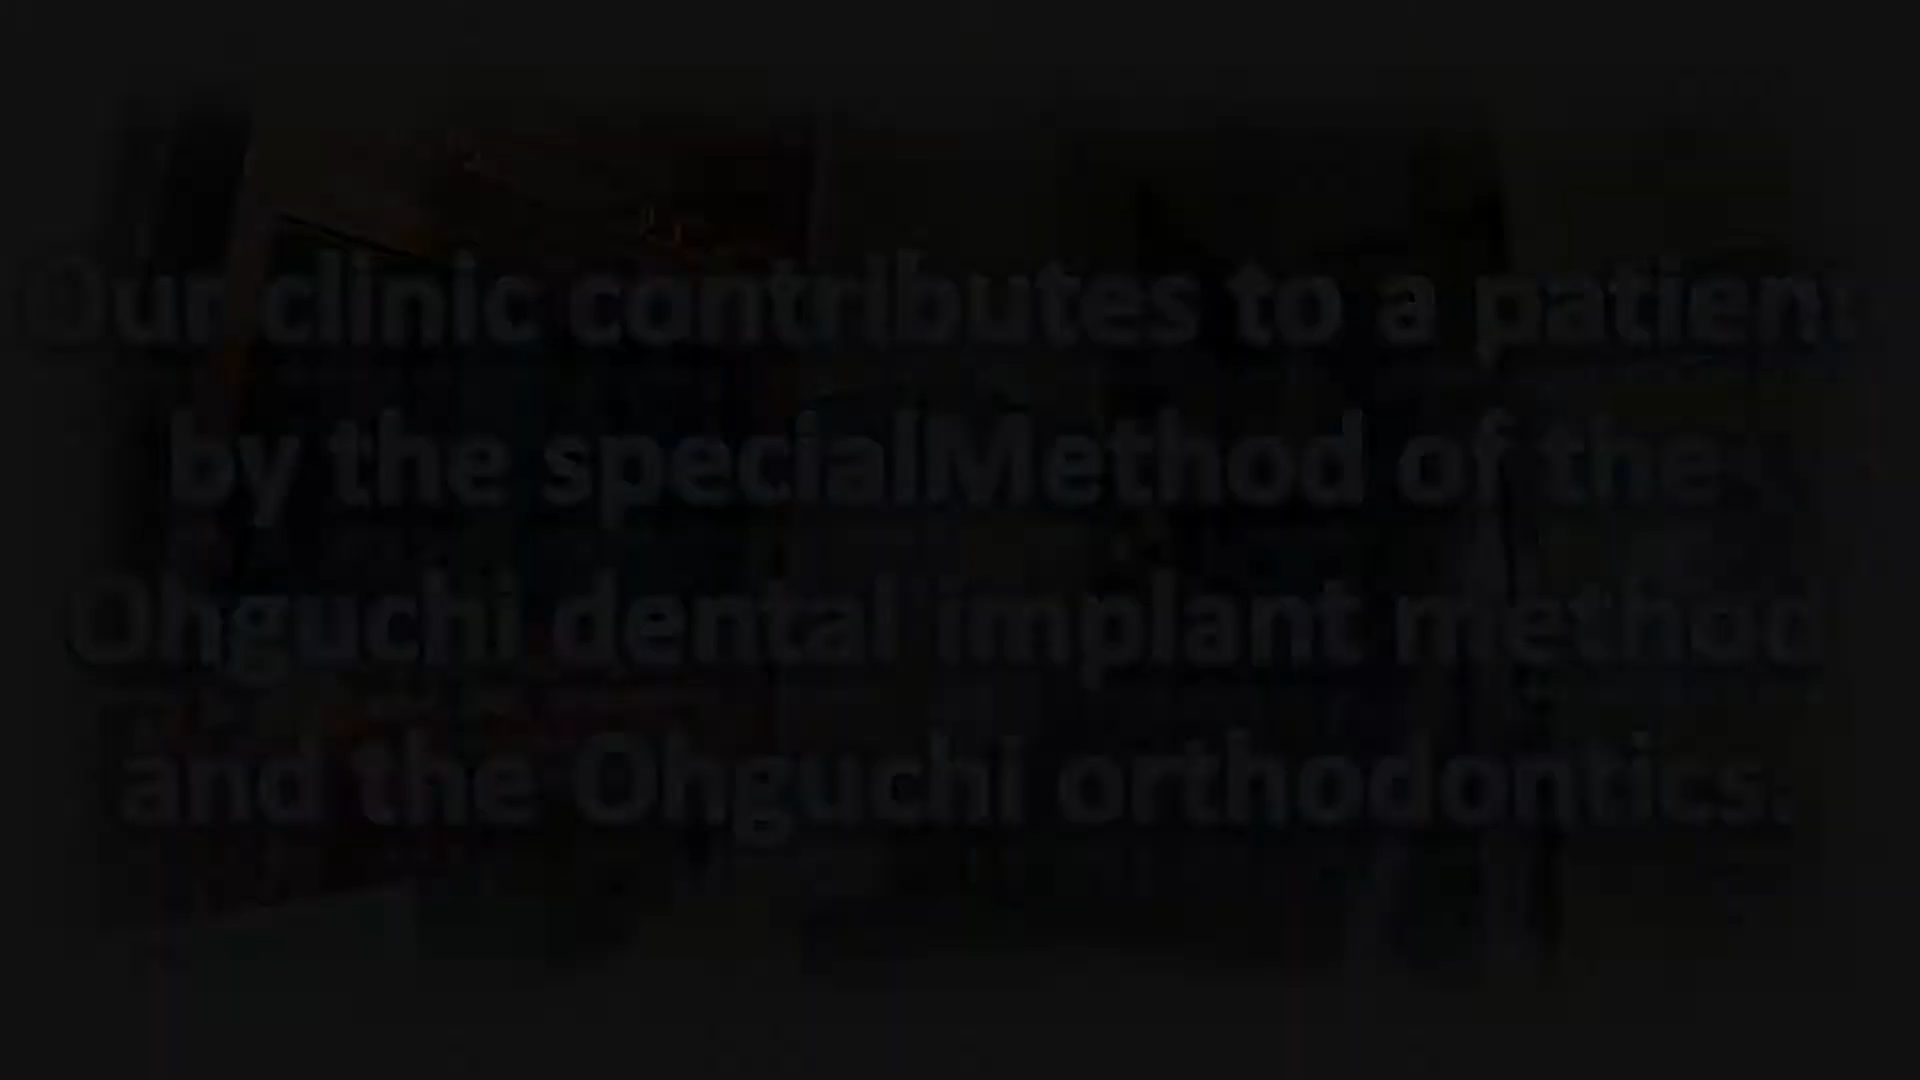 Our clinic contributes to a patient
by the specialMethod of the
Ohguchi dental implant method
and the Ohguchi orthodontics.